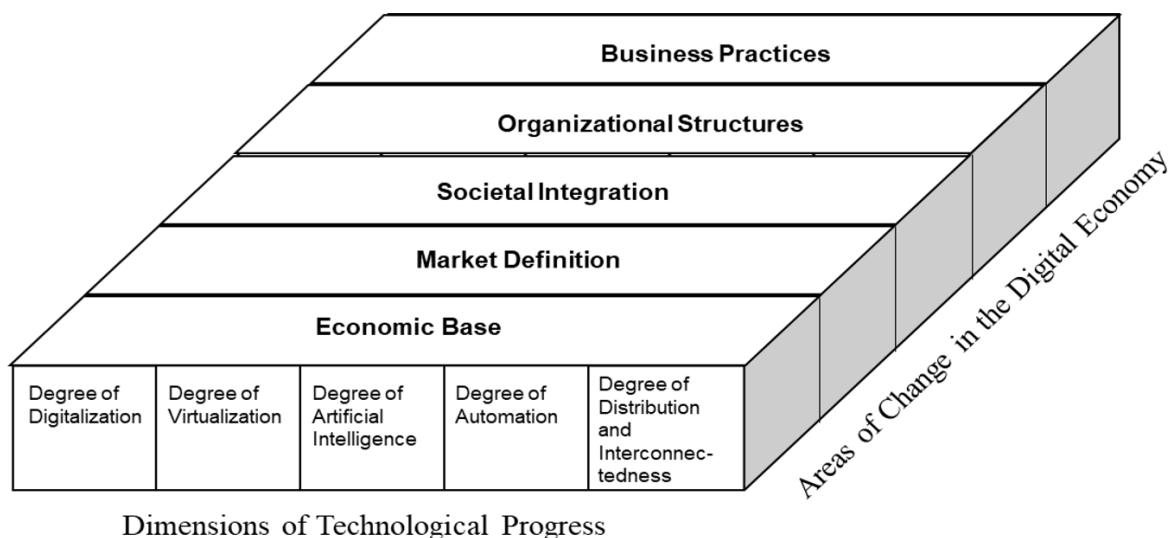 Business Practices
Organizational Structures
Societal Integration
Market Definition
Economic Base
Degree of
Digitalization
Degree of
Virtualization
Degree of
Artificial
Intelligence
Degree of
Automation
Degree of
Distribution
and
Interconnec-
tedness
Areas of Change in the Digital Economy
Dimensions of Technological Progress